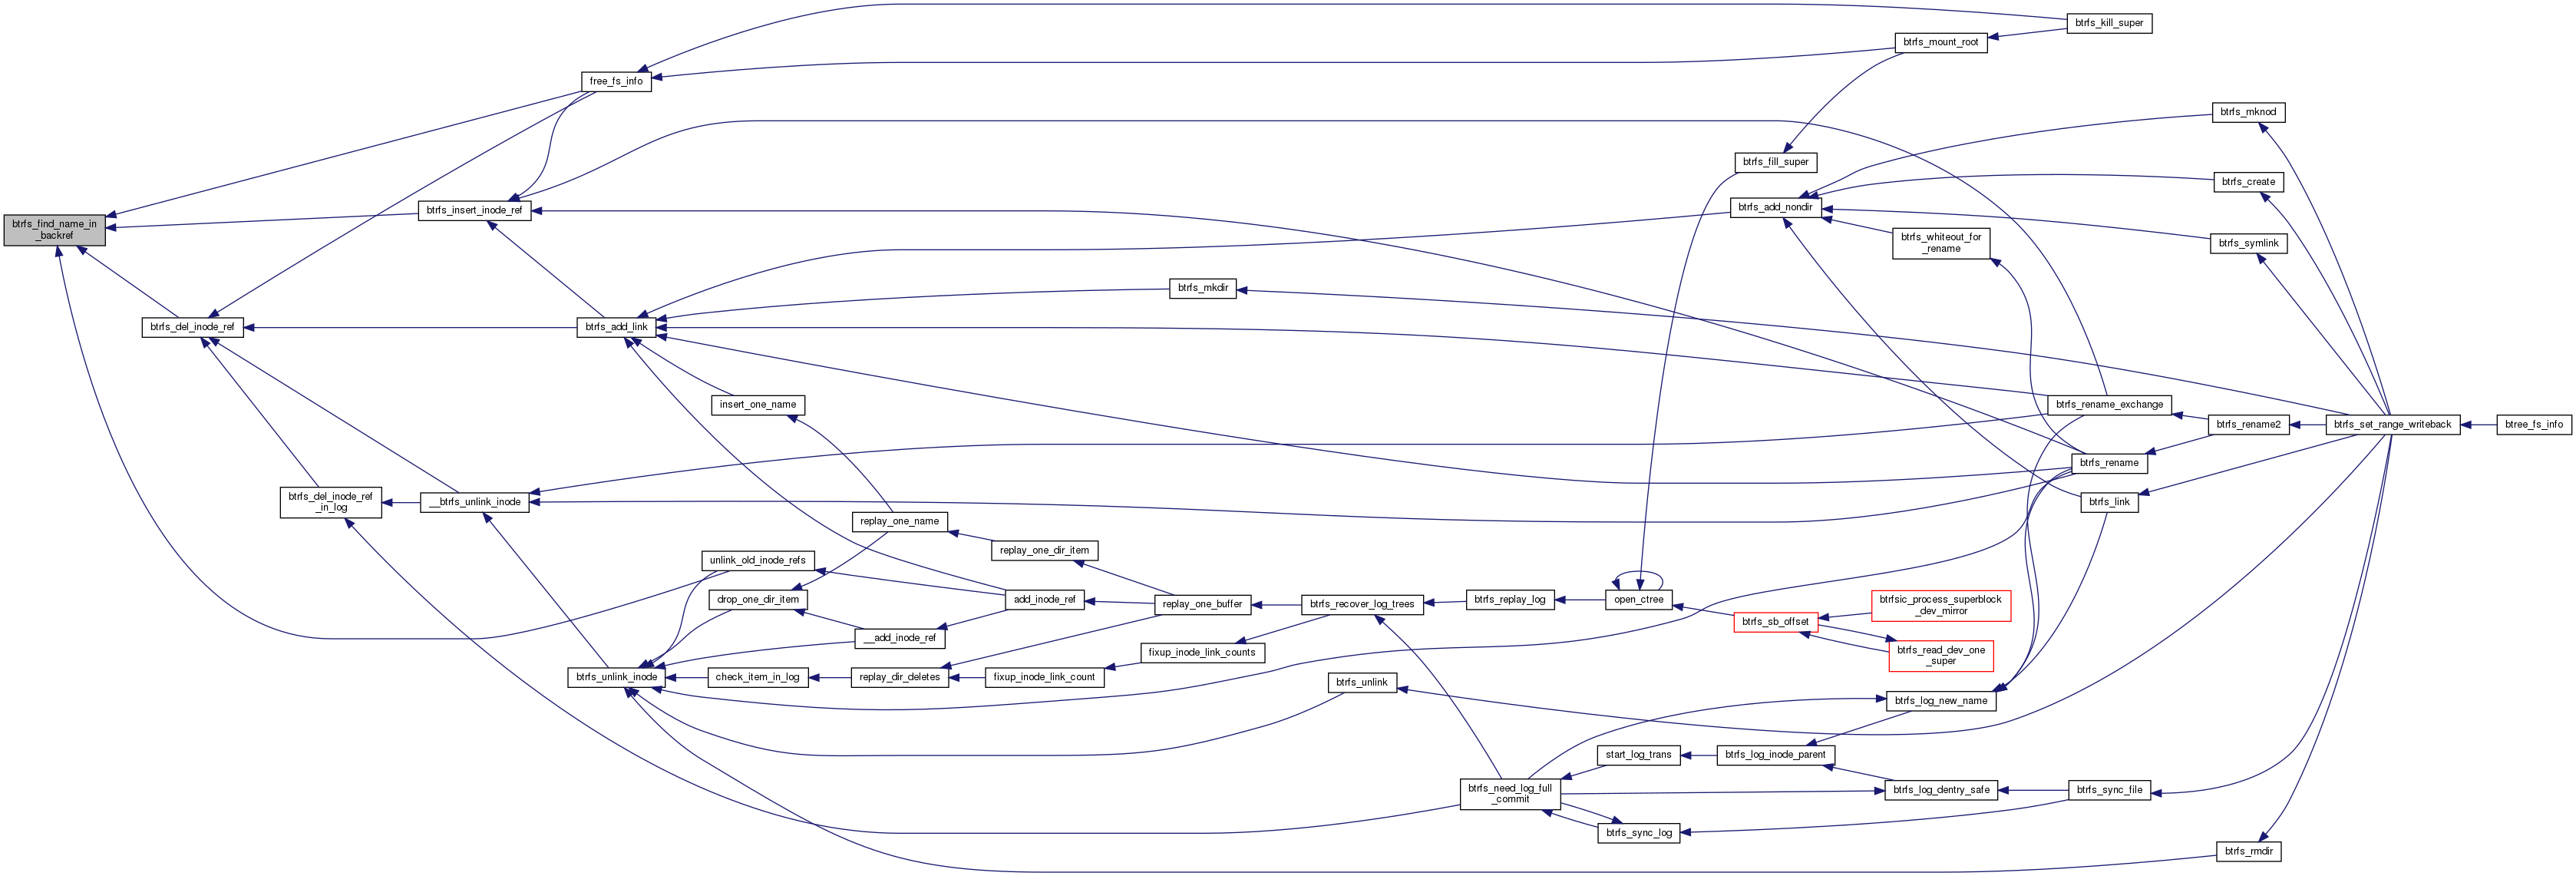 btrfs_kill_super
btrfs_mount_root
free_fs_info
btrfs_mknod
btrfs_fill_super
btrfs_create
btrfs_insert_inode_ref
btrfs_add_nondir
btrfs_find_name_in
_backref
btrfs_whiteout_for
_rename
btrfs_symlink
btrfs_mkdir
btrfs_del_inode_ref
btrfs_add_link
insert_one_name
btrfs_rename_exchange
btrfs_rename2
btrfs_set_range_writeback
btree_fs_info
btrfs_rename
btrfs_del_inode_ref
_in_log
__btrfs_unlink_inode
btrfs_link
replay_one_name
replay_one_dir_item
unlink_old_inode_refs
drop_one_dir_item
add_inode_ref
replay_one_buffer
btrfs_recover_log_trees
btrfs_replay_log
open_ctree
btrfsic_process_superblock
_dev_mirror
btrfs_sb_offset
__add_inode_ref
fixup_inode_link_counts
btrfs_read_dev_one
_super
btrfs_unlink_inode
check_item_in_log
replay_dir_deletes
fixup_inode_link_count
btrfs_unlink
btrfs_log_new_name
start_log_trans
btrfs_log_inode_parent
btrfs_need_log_full
_commit
btrfs_log_dentry_safe
btrfs_sync_file
btrfs_sync_log
btrfs_rmdir